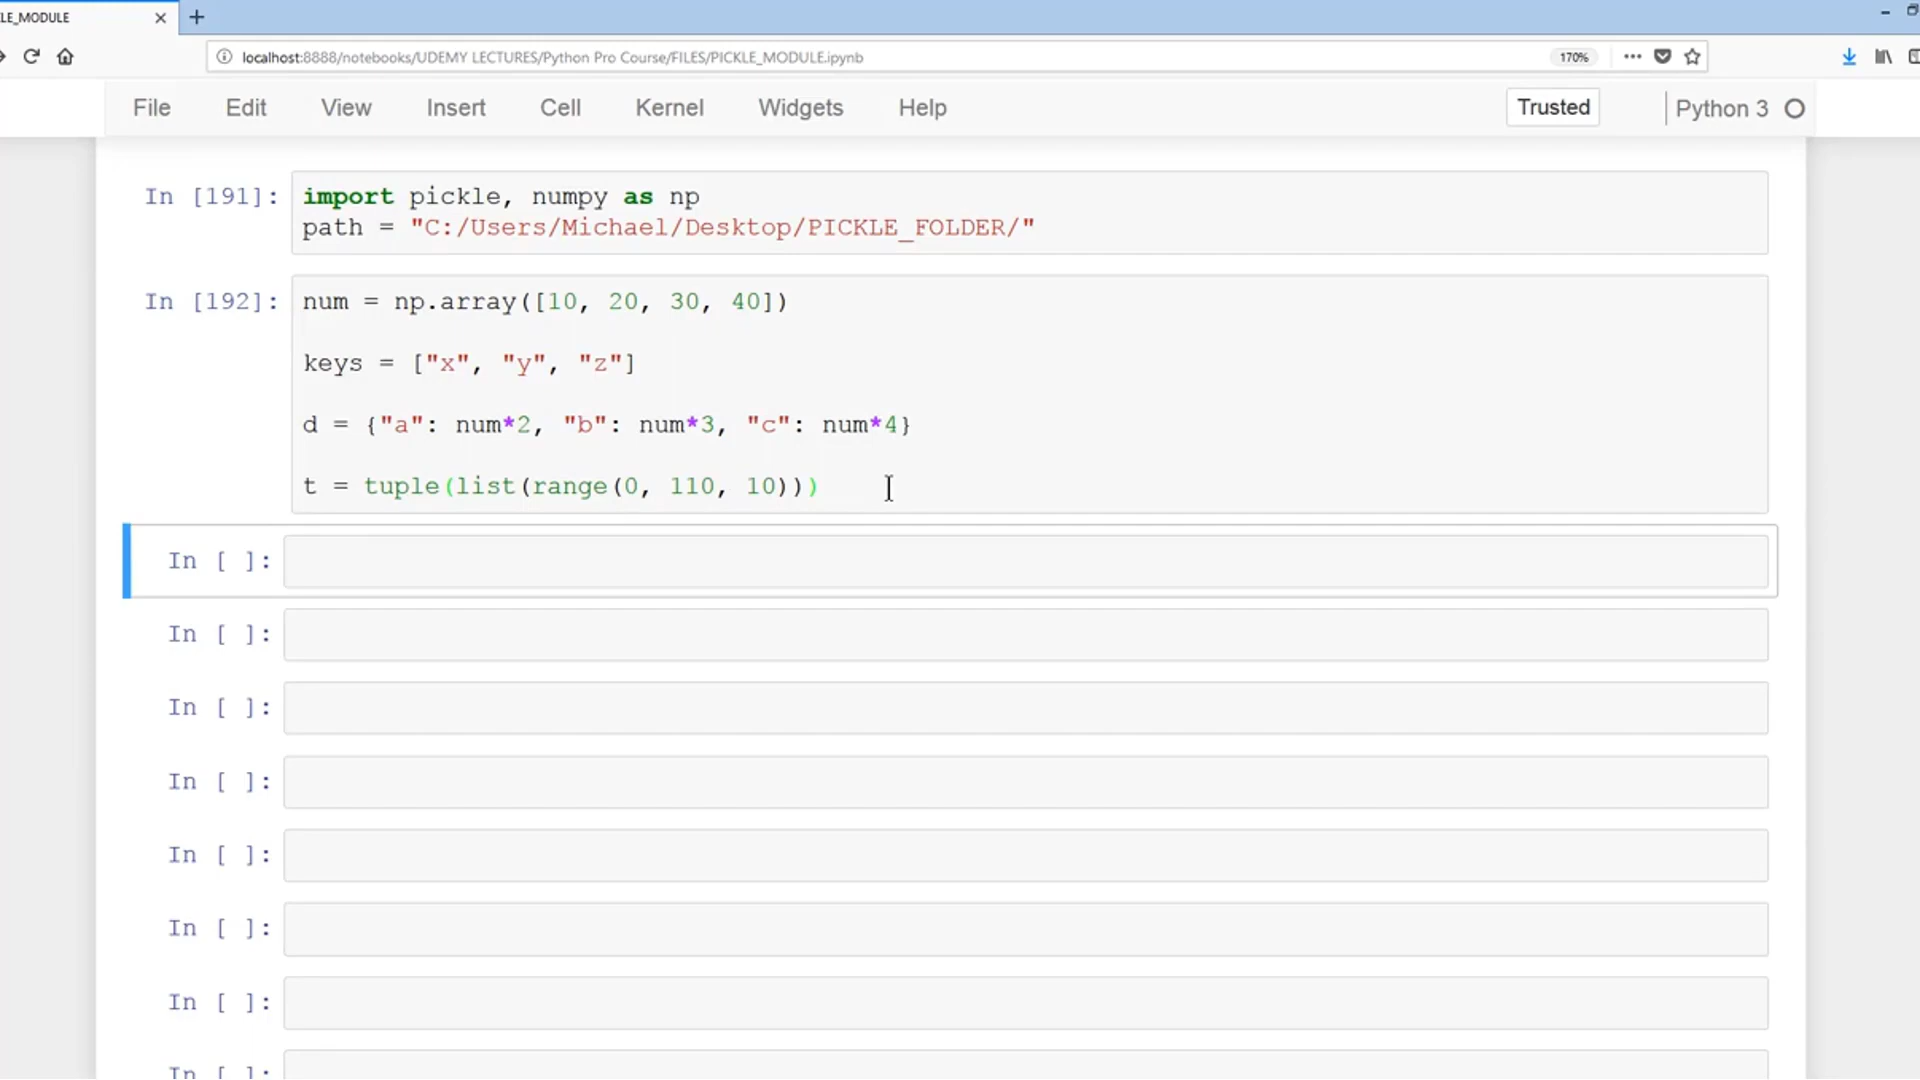 LE_MODULE
localhost:8888/notebooks/UDEMY LECTURES/Python Pro Course/FILES/PICKLE_MODULE.ipynb 170%
File Edit View Insert Cell Kernel Widgets Help Trusted Python 3
In [191]: import pickle, numpy as np
path = "C:/Users/Michael/Desktop/PICKLE_FOLDER/"
In [192]: num = np.array([10, 20, 30, 40])
keys = ["x", "y", "z"]
d = {"a": num*2, "b": num*3, "c": num*4}
t = tuple(list(range(0, 110, 10)))
In [ ]:
In [ ]:
In [ ]:
In [ ]:
In [ ]:
In [ ]:
In [ ]:
In [ ]: